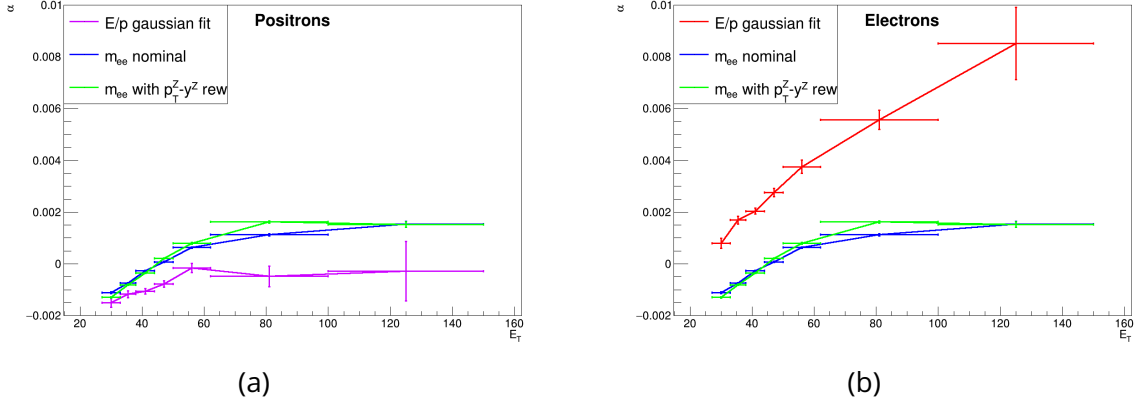 α
0.01
Positrons
E/p gaussian fit
m_ee nominal
m_ee with p_T^Z-y^Z rew
0.008
0.006
0.004
0.002
0
−0.002
20 40 60 80 100 120 140 160
E_T
(a)
α
0.01
Electrons
E/p gaussian fit
m_ee nominal
m_ee with p_T^Z-y^Z rew
0.008
0.006
0.004
0.002
0
−0.002
20 40 60 80 100 120 140 160
E_T
(b)